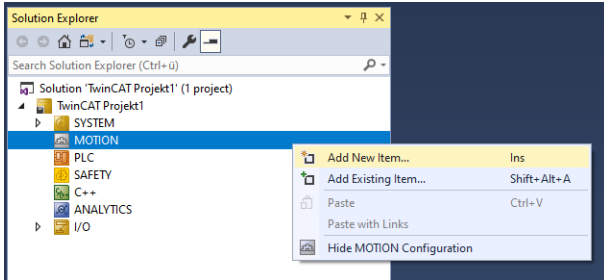 Solution Explorer
Search Solution Explorer (Ctrl+ü)
Solution 'TwinCAT Projekt1' (1 project)
TwinCAT Projekt1
SYSTEM
MOTION
PLC
SAFETY
C++
ANALYTICS
I/O
Add New Item... Ins
Add Existing Item... Shift+Alt+A
Paste Ctrl+V
Paste with Links
Hide MOTION Configuration